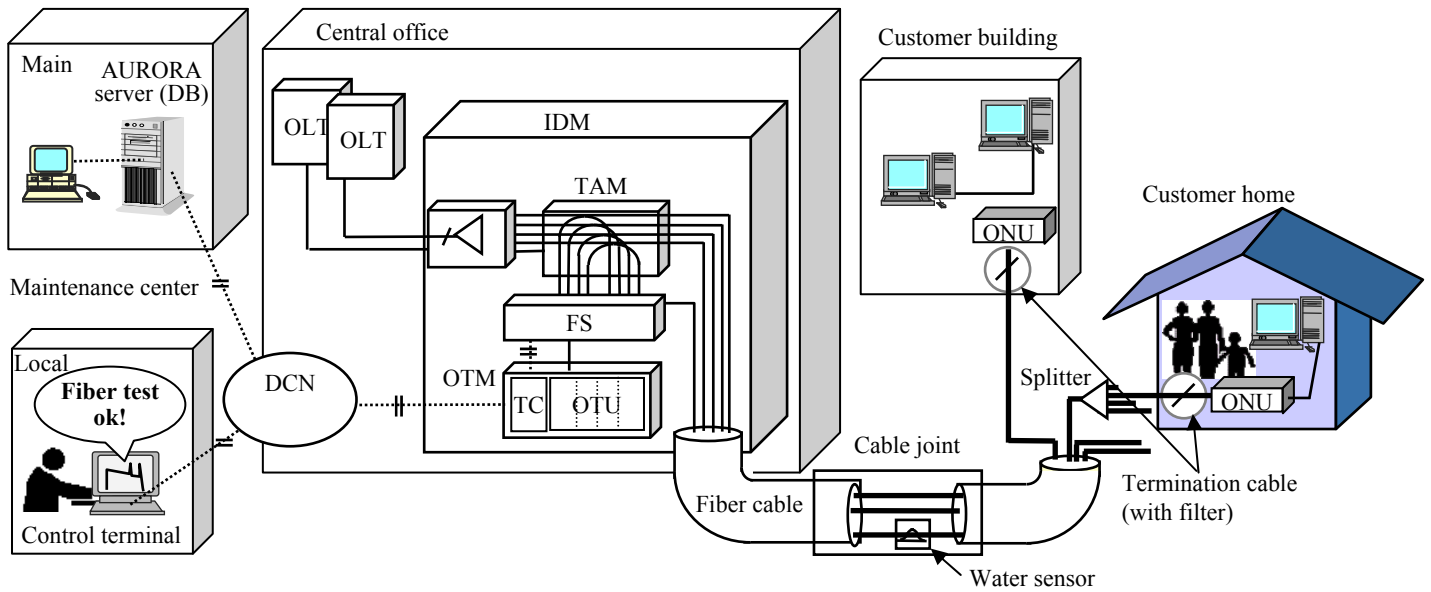 Central office
Customer building
Main
AURORA
server (DB)
OLT
OLT
IDM
TAM
ONU
Customer home
Maintenance center
FS
Local
Fiber test
ok!
DCN
OTM
TC
OTU
Splitter
ONU
Cable joint
Fiber cable
Termination cable
(with filter)
Control terminal
Water sensor